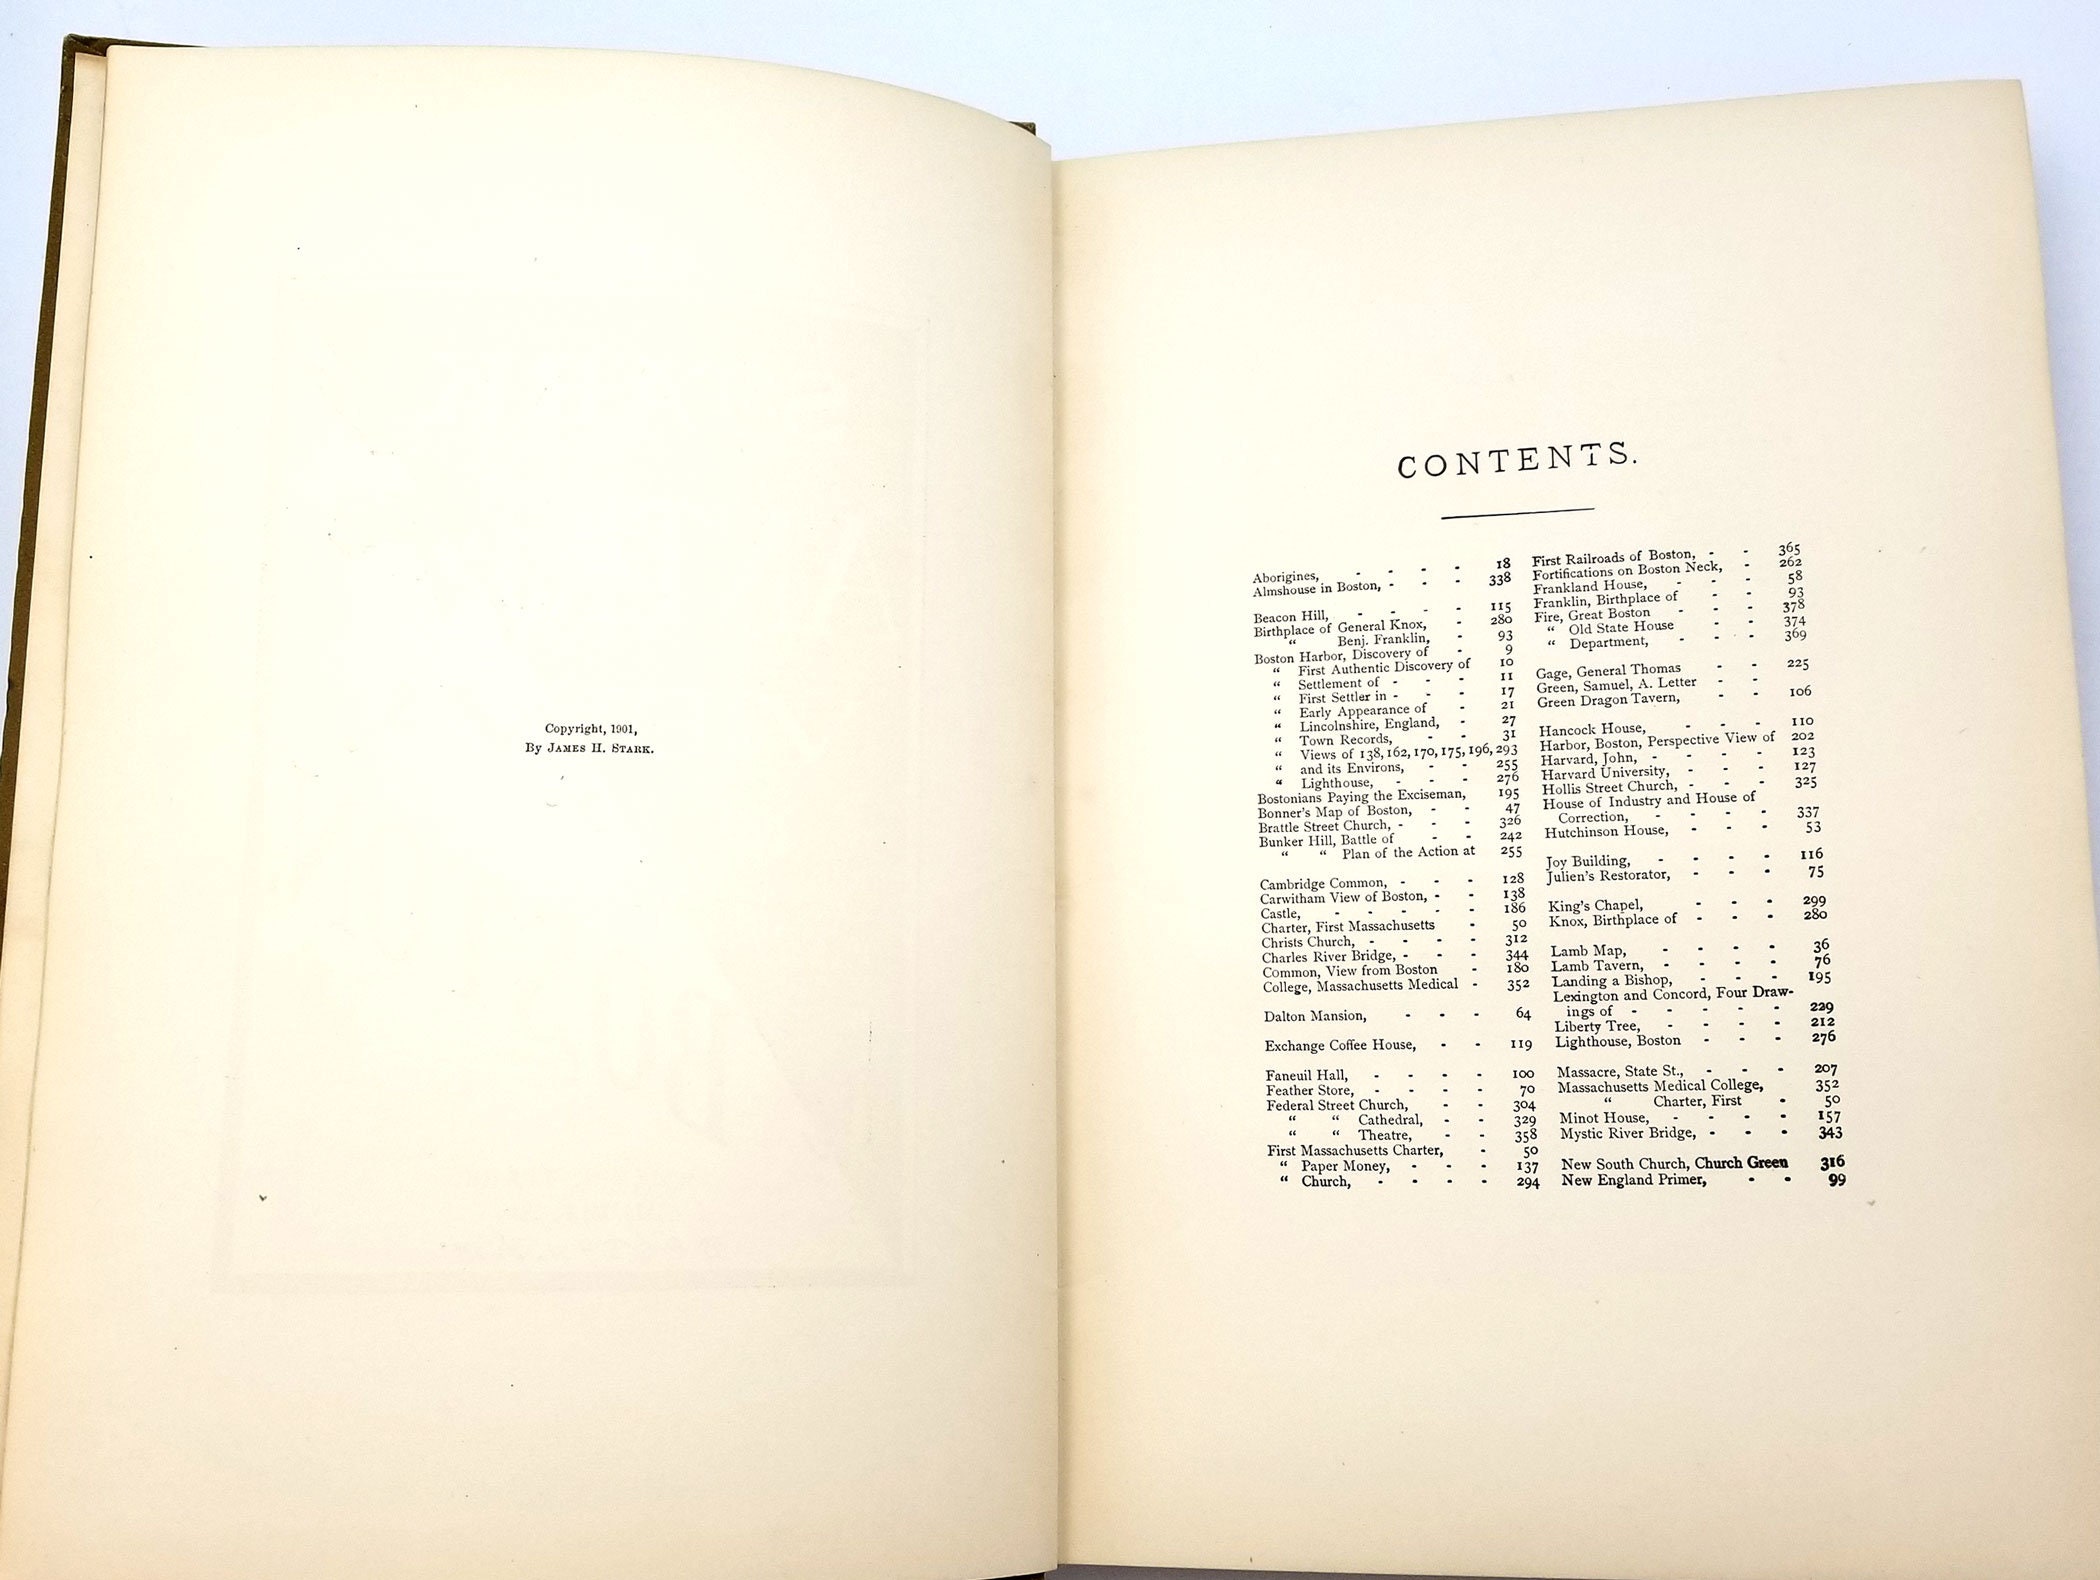 Copyright, 1901,
By JAMES H. STARK.
CONTENTS.
Aborigines, - - - - 18
Almshouse in Boston, - - - 338
Beacon Hill, - - - - 115
Birthplace of General Knox, - 280
“ Benj. Franklin, - 93
Boston Harbor, Discovery of - 9
“ First Authentic Discovery of 10
“ Settlement of - - - 11
“ First Settler in - - - 17
“ Early Appearance of - 21
“ Lincolnshire, England, - 27
“ Town Records, - - 31
“ Views of 138, 162, 170, 175, 196, 293
“ and its Environs, - - 255
“ Lighthouse, - - - 276
Bostonians Paying the Exciseman, 195
Bonner's Map of Boston, - - 47
Brattle Street Church, - - - 326
Bunker Hill, Battle of - - 242
“ “ Plan of the Action at 255
Cambridge Common, - - - 128
Carwitham View of Boston, - - 138
Castle, - - - - - 186
Charter, First Massachusetts - 50
Christs Church, - - - - 312
Charles River Bridge, - - - 344
Common, View from Boston - 180
College, Massachusetts Medical - 352
Dalton Mansion, - - - 64
Exchange Coffee House, - - 119
Faneuil Hall, - - - - 100
Feather Store, - - - - 70
Federal Street Church, - - 304
“ “ Cathedral, - - 329
“ “ Theatre, - - 358
First Massachusetts Charter, - 50
“ Paper Money, - - - 137
“ Church, - - - - 294
First Railroads of Boston, - - 365
Fortifications on Boston Neck, - 262
Frankland House, - - - 58
Franklin, Birthplace of - - 93
Fire, Great Boston - - - 378
“ Old State House - - 374
“ Department, - - - 369
Gage, General Thomas - - 225
Green, Samuel, A. Letter - -
Green Dragon Tavern, - - 106
Hancock House, - - - 110
Harbor, Boston, Perspective View of 202
Harvard, John, - - - - 123
Harvard University, - - - 127
Hollis Street Church, - - - 325
House of Industry and House of
Correction, - - - - 337
Hutchinson House, - - - 53
Joy Building, - - - - 116
Julien's Restorator, - - - 75
King's Chapel, - - - 299
Knox, Birthplace of - - - 280
Lamb Map, - - - - 36
Lamb Tavern, - - - - 76
Landing a Bishop, - - - 195
Lexington and Concord, Four Draw-
ings of - - - - - 229
Liberty Tree, - - - - 212
Lighthouse, Boston - - - 276
Massacre, State St., - - - 207
Massachusetts Medical College, 352
“ Charter, First - 50
Minot House, - - - - 157
Mystic River Bridge, - - - 343
New South Church, Church Green 316
New England Primer, - - 99